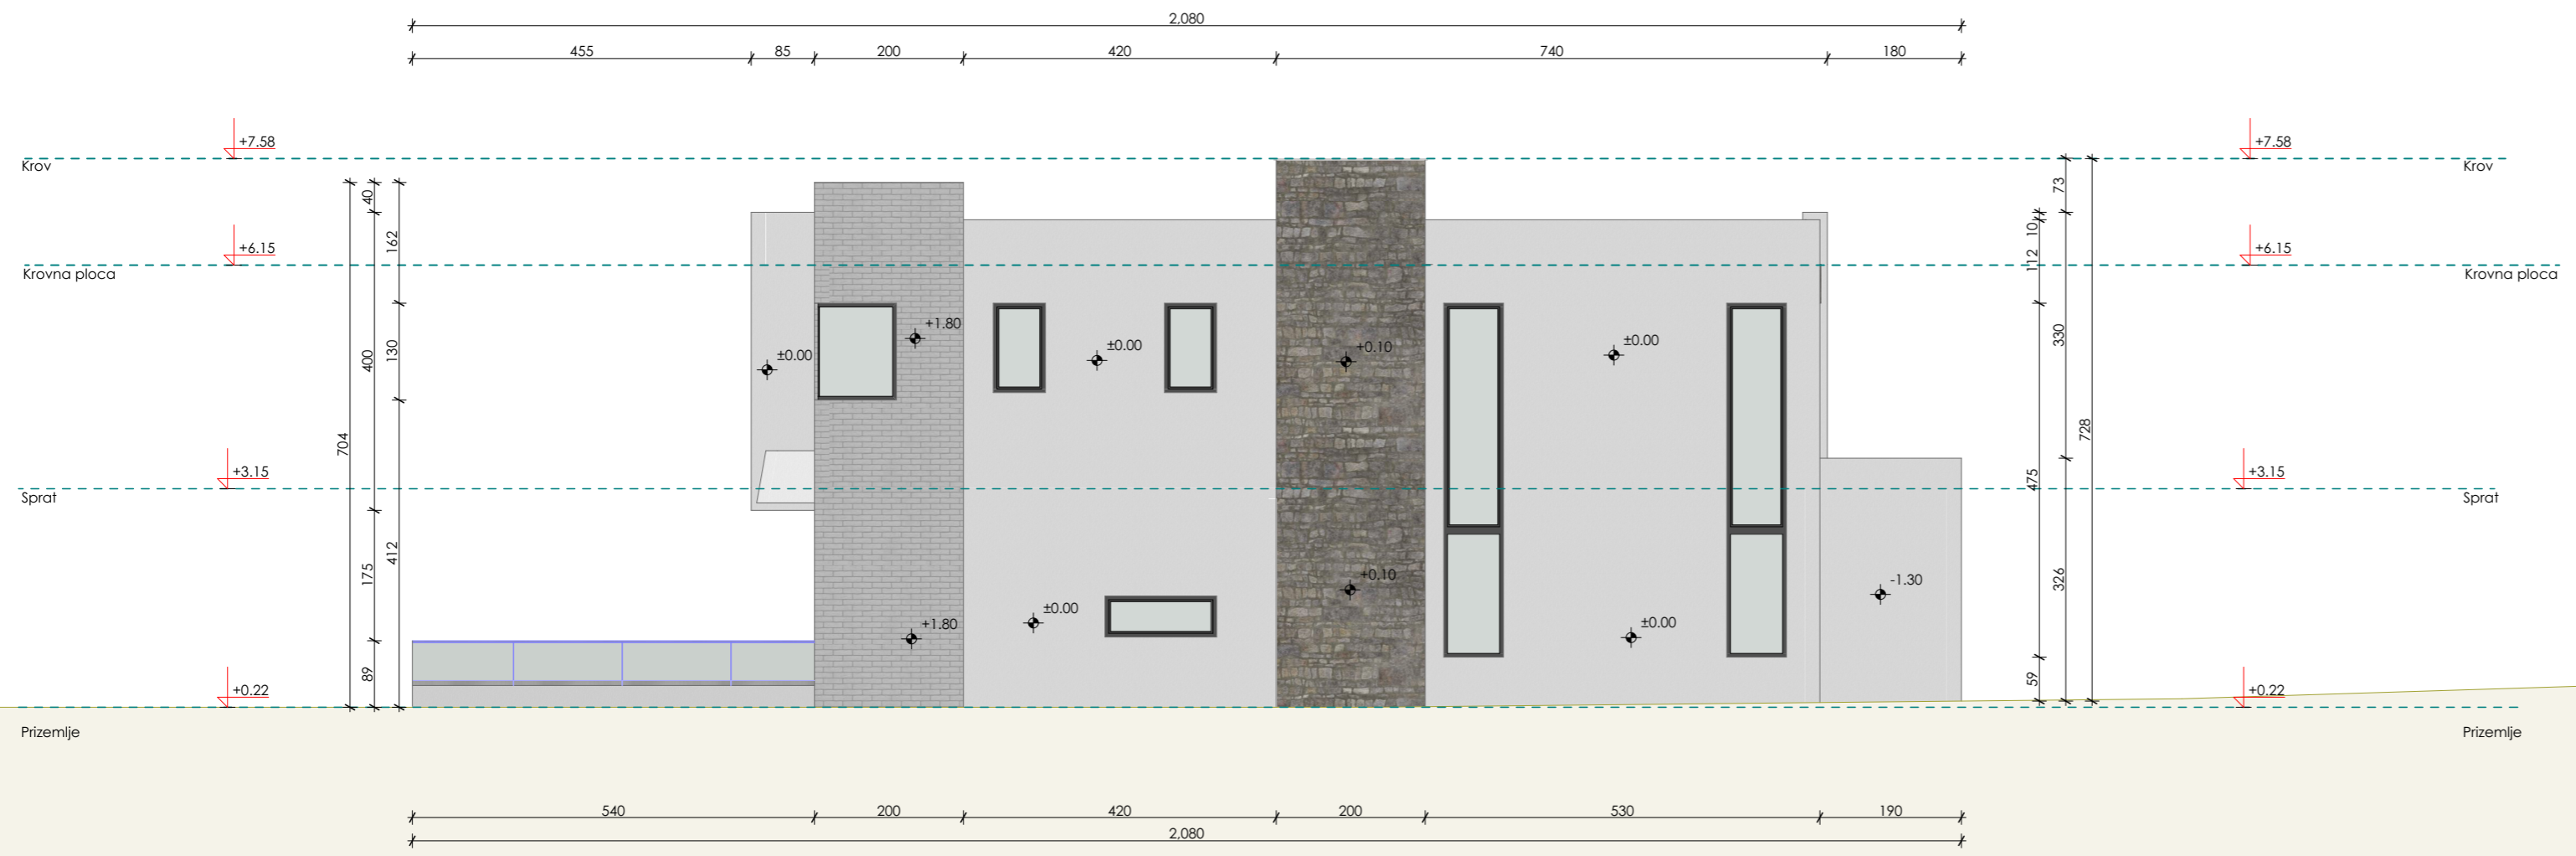 2,080
455 85 200 420 740 180
+7.58 +7.58
Krov Krov
40 73
162 10
+6.15 112 +6.15
Krovna ploca Krovna ploca
+1.80
±0.00 ±0.00 +0.10 ±0.00
400 130 330
704 728
+3.15 475 +3.15
Sprat Sprat
412
175 326
+0.10 -1.30
+1.80 ±0.00 ±0.00
89 59
+0.22 +0.22
Prizemlje Prizemlje
540 200 420 200 530 190
2,080